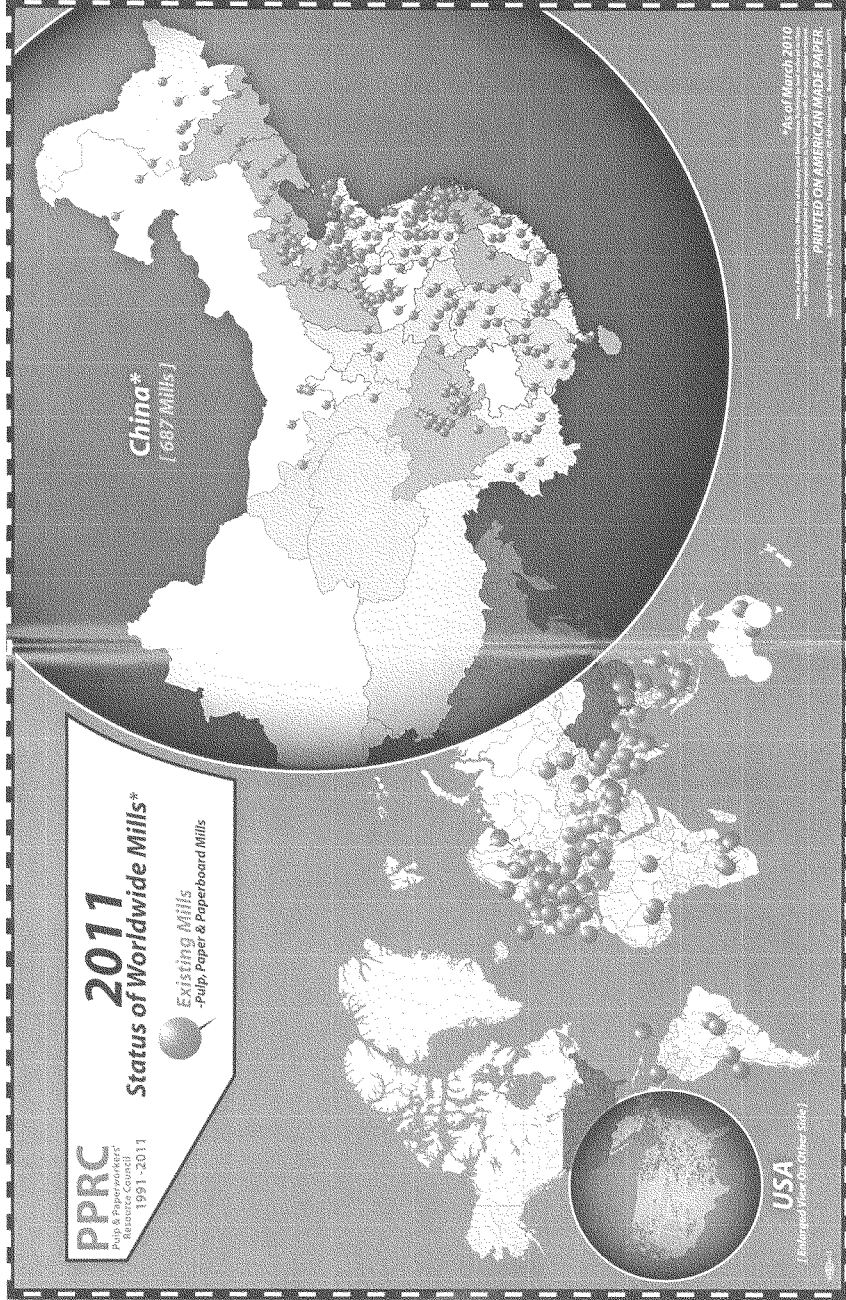 PPRC
Pulp & Paperworkers'
Resource Council
1991-2011
2011
Status of Worldwide Mills*
Existing Mills
-Pulp, Paper & Paperboard Mills
China*
[ 687 Mills ]
USA
[ Enlarged View On Other Side ]
*As of March 2010
PRINTED ON AMERICAN MADE PAPER.